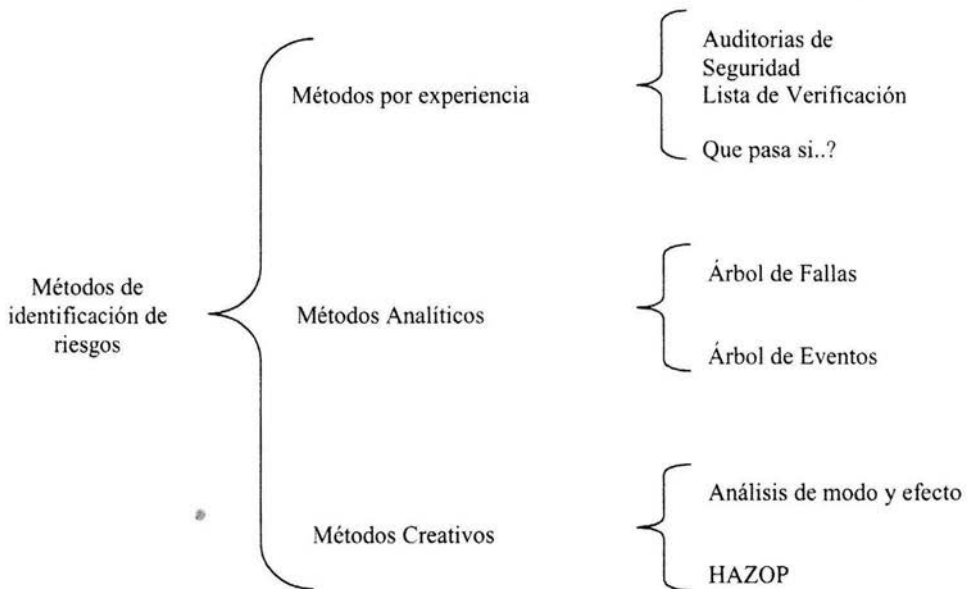 Métodos de
identificación de
riesgos
Métodos por experiencia
Auditorias de
Seguridad
Lista de Verificación
Que pasa si..?
Métodos Analíticos
Árbol de Fallas
Árbol de Eventos
Métodos Creativos
Análisis de modo y efecto
HAZOP